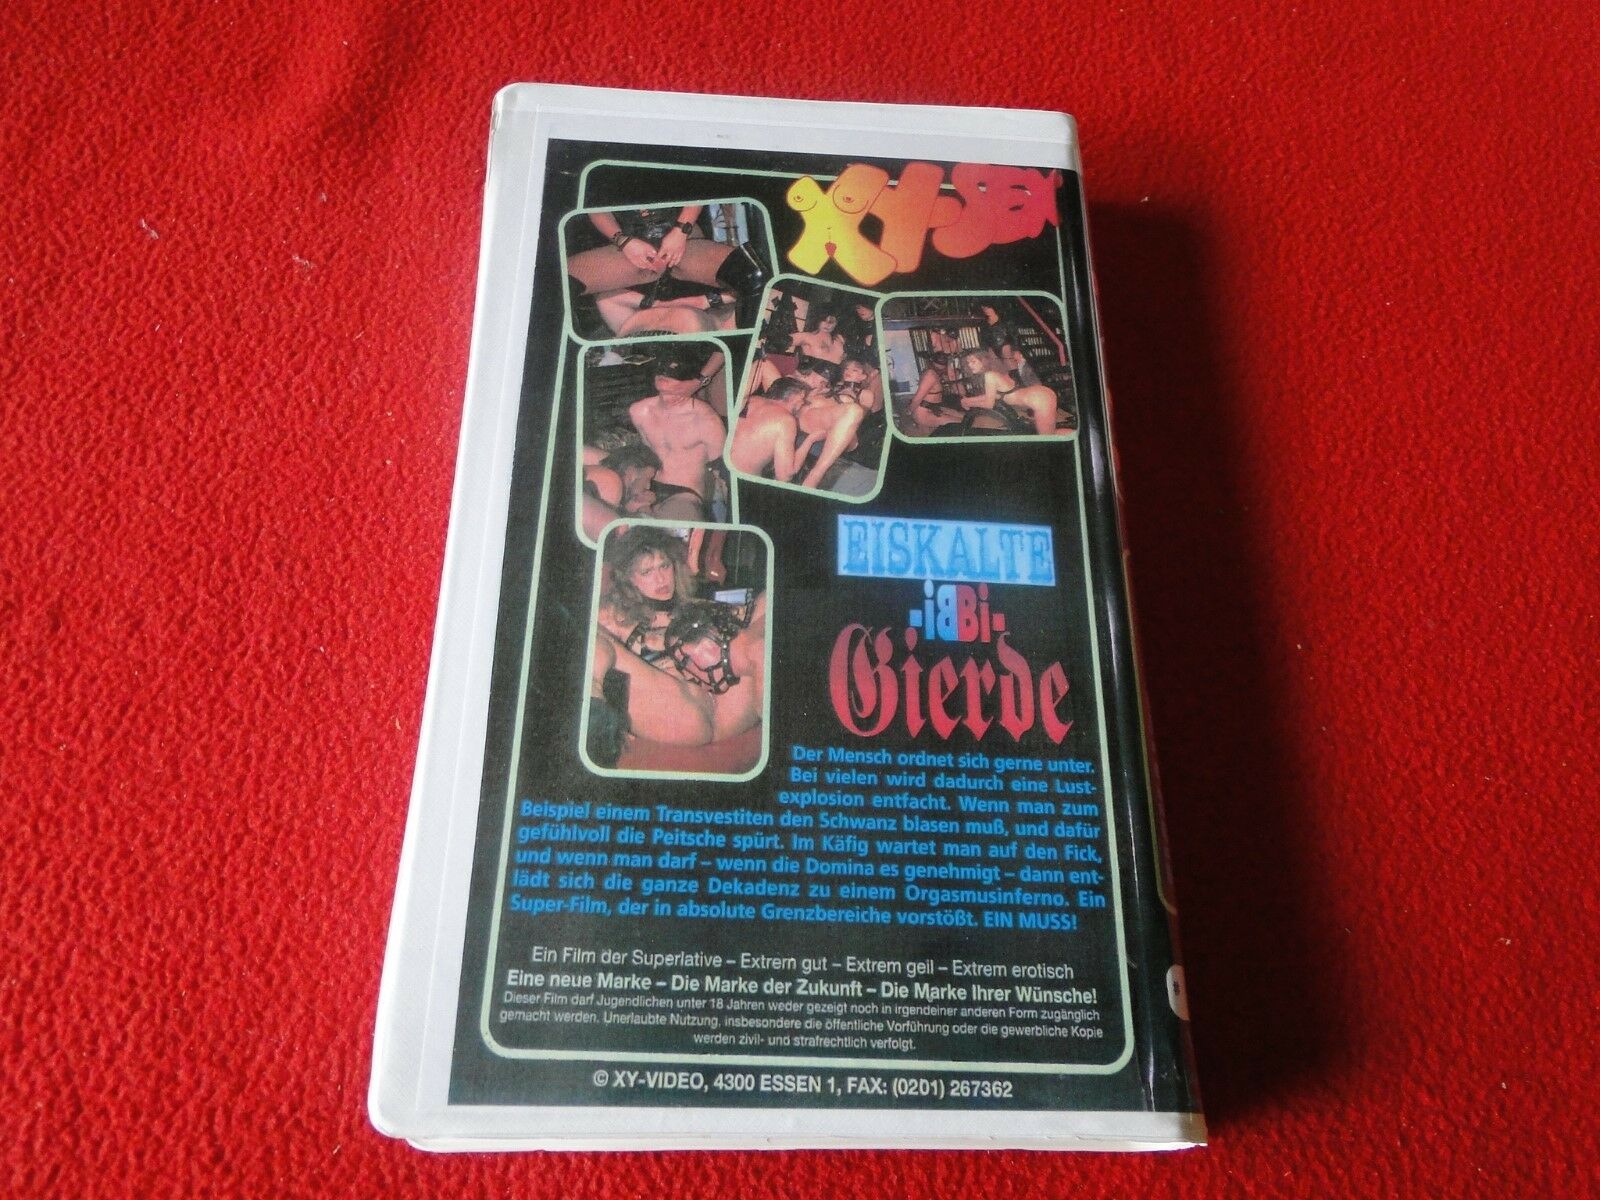 XY-SEX
EISKALTE
-iBBi-
Gierde
Der Mensch ordnet sich gerne unter.
Bei vielen wird dadurch eine Lust-
explosion entfacht. Wenn man zum
Beispiel einem Transvestiten den Schwanz blasen muß, und dafür
gefühlvoll die Peitsche spürt. Im Käfig wartet man auf den Fick,
und wenn man darf – wenn die Domina es genehmigt – dann ent-
lädt sich die ganze Dekadenz zu einem Orgasmusinferno. Ein
Super-Film, der in absolute Grenzbereiche vorstößt. EIN MUSS!
Ein Film der Superlative – Extrem gut – Extrem geil – Extrem erotisch
Eine neue Marke – Die Marke der Zukunft – Die Marke Ihrer Wünsche!
Dieser Film darf Jugendlichen unter 18 Jahren weder gezeigt noch in irgendeiner anderen Form zugänglich
gemacht werden. Unerlaubte Nutzung, insbesondere die öffentliche Vorführung oder die gewerbliche Kopie
werden zivil- und strafrechtlich verfolgt.
© XY-VIDEO, 4300 ESSEN 1, FAX: (0201) 267362